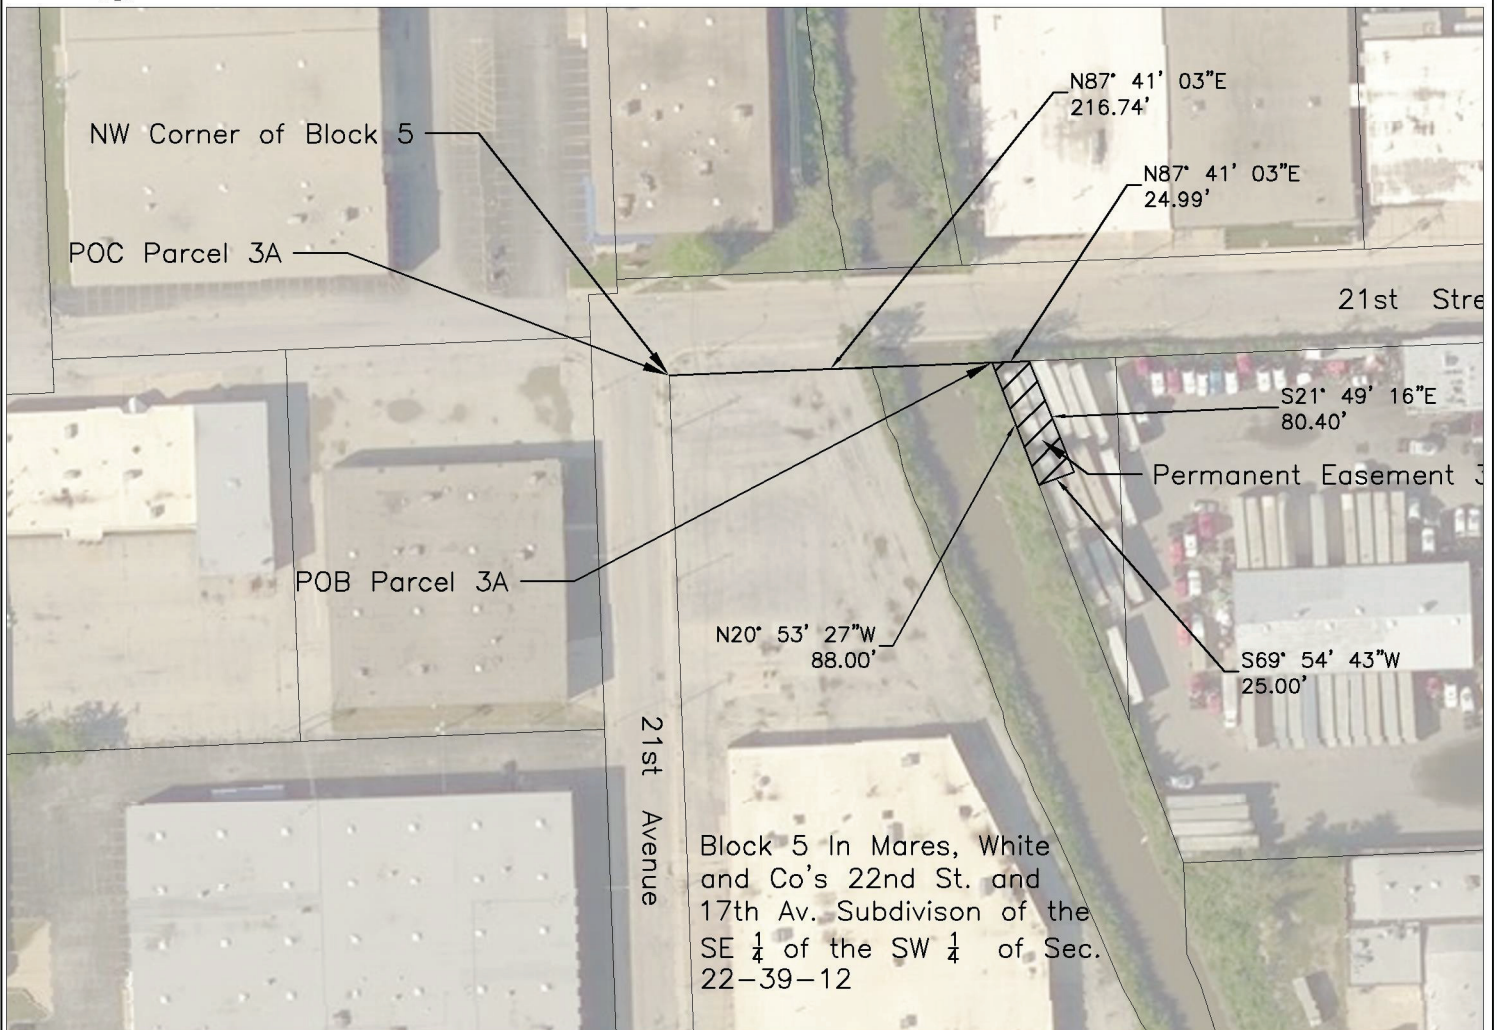 N87° 41' 03"E
216.74'
NW Corner of Block 5
N87° 41' 03"E
24.99'
POC Parcel 3A
21st Stre
S21° 49' 16"E
80.40'
Permanent Easement 3
POB Parcel 3A
N20° 53' 27"W
88.00'
S69° 54' 43"W
25.00'
21st Avenue
Block 5 In Mares, White
and Co's 22nd St. and
17th Av. Subdivison of the
SE 1/4 of the SW 1/4 of Sec.
22-39-12